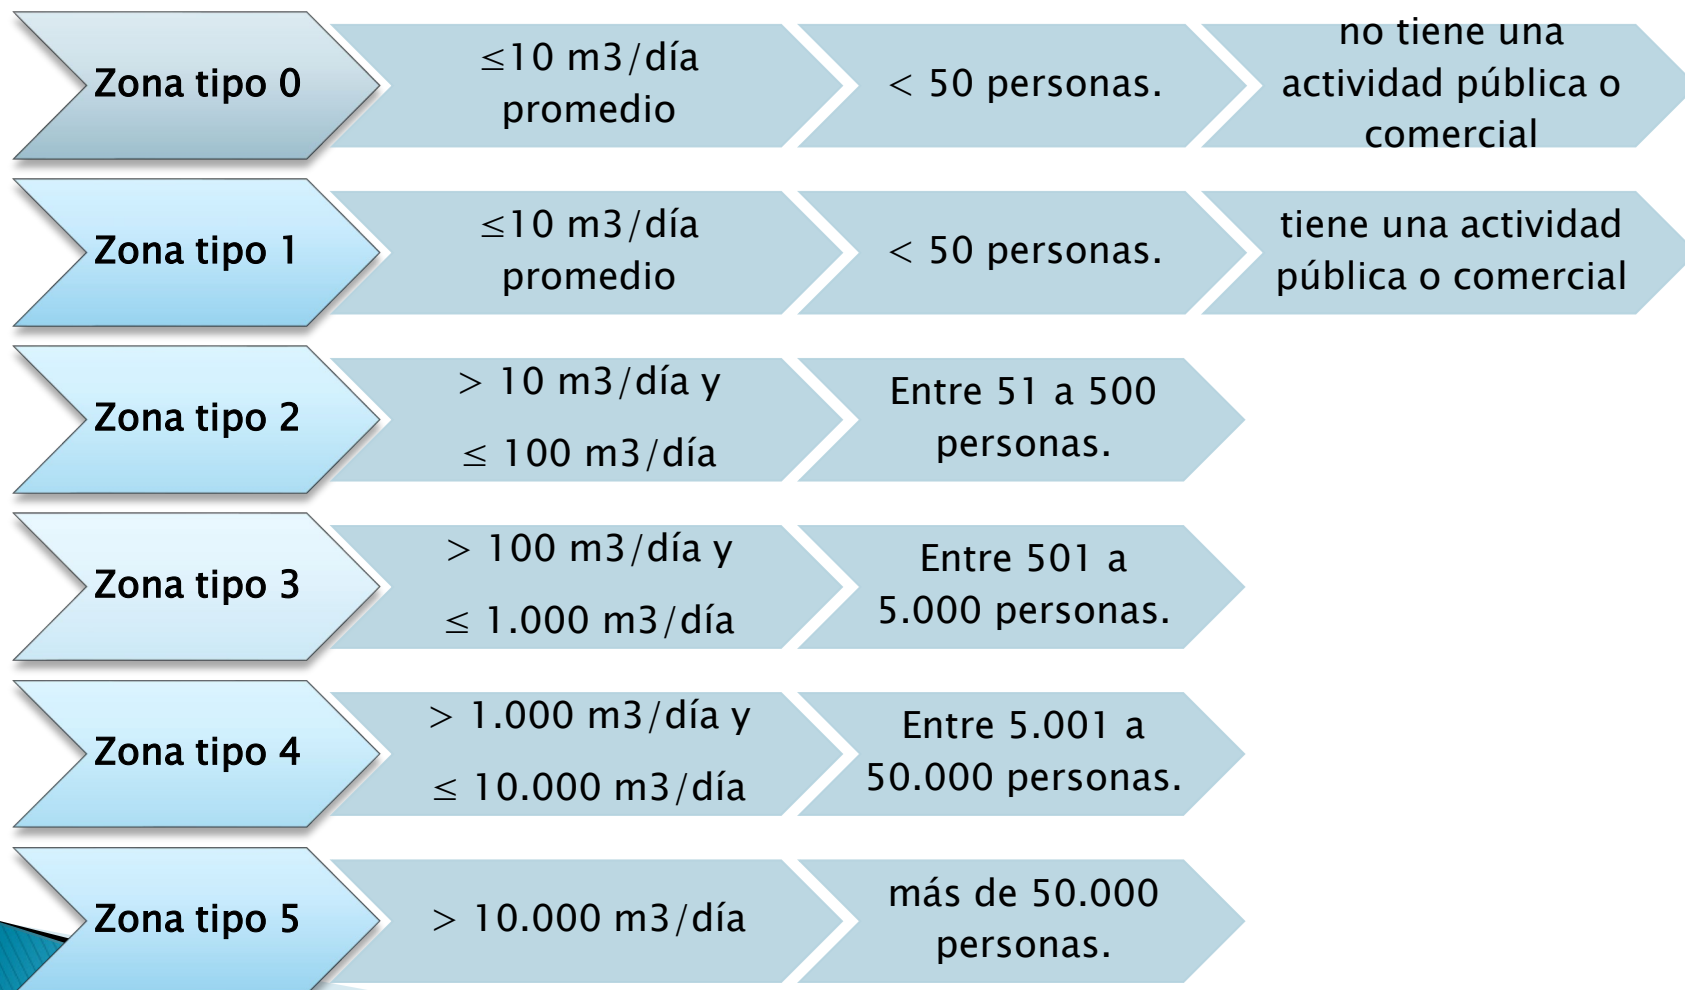 Zona tipo 0
≤10 m3/día
promedio
< 50 personas.
no tiene una
actividad pública o
comercial
Zona tipo 1
≤10 m3/día
promedio
< 50 personas.
tiene una actividad
pública o comercial
Zona tipo 2
> 10 m3/día y
≤ 100 m3/día
Entre 51 a 500
personas.
Zona tipo 3
> 100 m3/día y
≤ 1.000 m3/día
Entre 501 a
5.000 personas.
Zona tipo 4
> 1.000 m3/día y
≤ 10.000 m3/día
Entre 5.001 a
50.000 personas.
Zona tipo 5
> 10.000 m3/día
más de 50.000
personas.